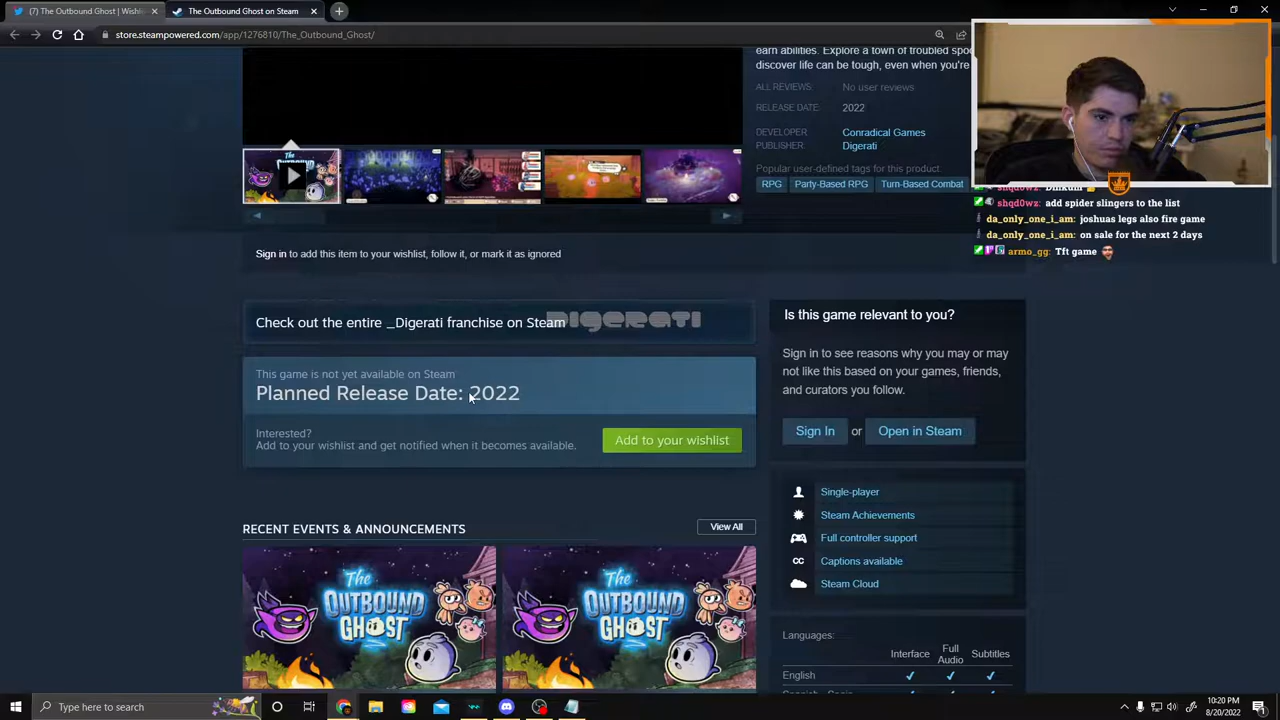 (7) The Outbound Ghost | Wishli
The Outbound Ghost on Steam
store.steampowered.com/app/1276810/The_Outbound_Ghost/
earn abilities. Explore a town of troubled spo
discover life can be tough, even when you're
ALL REVIEWS: No user reviews
RELEASE DATE: 2022
DEVELOPER: Conradical Games
PUBLISHER: Digerati
Popular user-defined tags for this product:
RPG Party-Based RPG Turn-Based Combat
The
add spider slingers to the list
da_only_one_i_am: joshuas legs also fire game
da_only_one_i_am: on sale for the next 2 days
armo_gg: Tft game
Sign in to add this item to your wishlist, follow it, or mark it as ignored
Check out the entire _Digerati franchise on Steam
DIGERATI
This game is not yet available on Steam
Planned Release Date: 2022
Interested?
Add to your wishlist and get notified when it becomes available.
Add to your wishlist
Is this game relevant to you?
Sign in to see reasons why you may or may
not like this based on your games, friends,
and curators you follow.
Sign In or Open in Steam
Single-player
Steam Achievements
Full controller support
CC Captions available
Steam Cloud
RECENT EVENTS & ANNOUNCEMENTS
View All
The OUTBOUND GHOST
The OUTBOUND GHOST
Languages:
Interface Full Audio Subtitles
English ✔ ✔ ✔
Type here to search
10:20 PM
8/20/2022